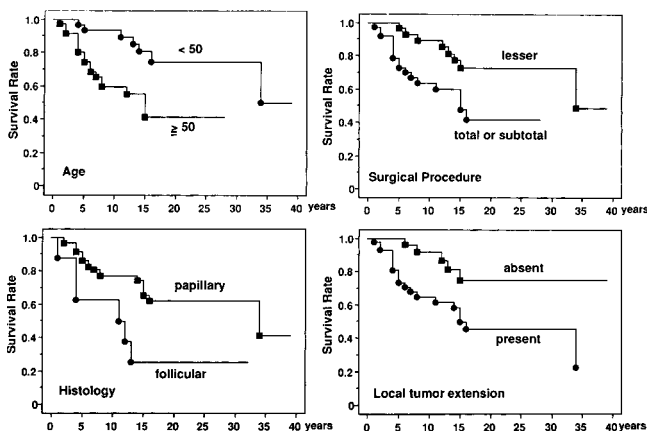 Survival Rate
1.0
0.8
0.6
0.4
0.2
0
< 50
≧ 50
Age
0 5 10 15 20 25 30 35 40 years
Survival Rate
1.0
0.8
0.6
0.4
0.2
0
lesser
total or subtotal
Surgical Procedure
0 5 10 15 20 25 30 35 40 years
Survival Rate
1.0
0.8
0.6
0.4
0.2
0
papillary
follicular
Histology
0 5 10 15 20 25 30 35 40 years
Survival Rate
1.0
0.8
0.6
0.4
0.2
0
absent
present
Local tumor extension
0 5 10 15 20 25 30 35 40 years